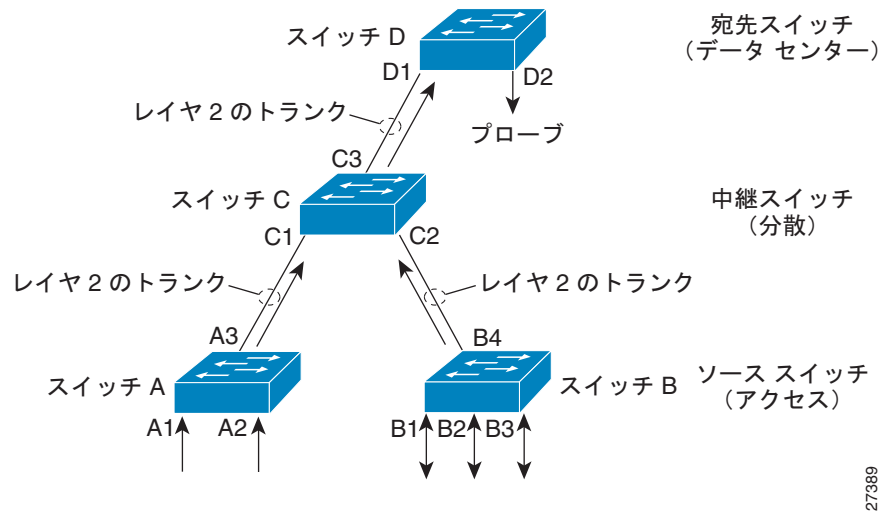 スイッチ D
宛先スイッチ
（データ センター）
D1
D2
レイヤ 2 のトランク
プローブ
C3
スイッチ C
中継スイッチ
（分散）
C1
C2
レイヤ 2 のトランク
レイヤ 2 のトランク
A3
B4
スイッチ A
スイッチ B
ソース スイッチ
（アクセス）
A1
A2
B1
B2
B3
27389